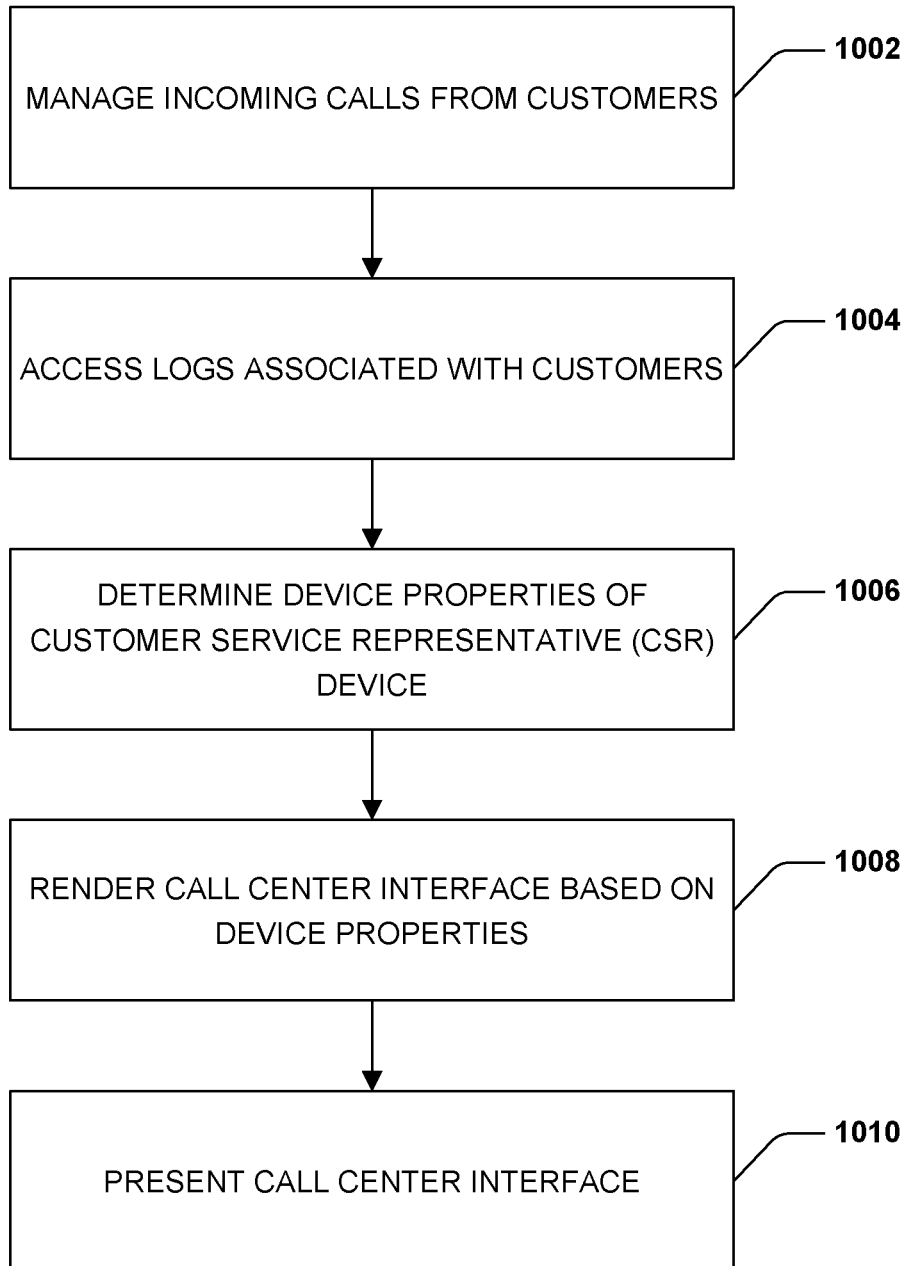 1002
MANAGE INCOMING CALLS FROM CUSTOMERS
1004
ACCESS LOGS ASSOCIATED WITH CUSTOMERS
1006
DETERMINE DEVICE PROPERTIES OF
CUSTOMER SERVICE REPRESENTATIVE (CSR)
DEVICE
1008
RENDER CALL CENTER INTERFACE BASED ON
DEVICE PROPERTIES
1010
PRESENT CALL CENTER INTERFACE